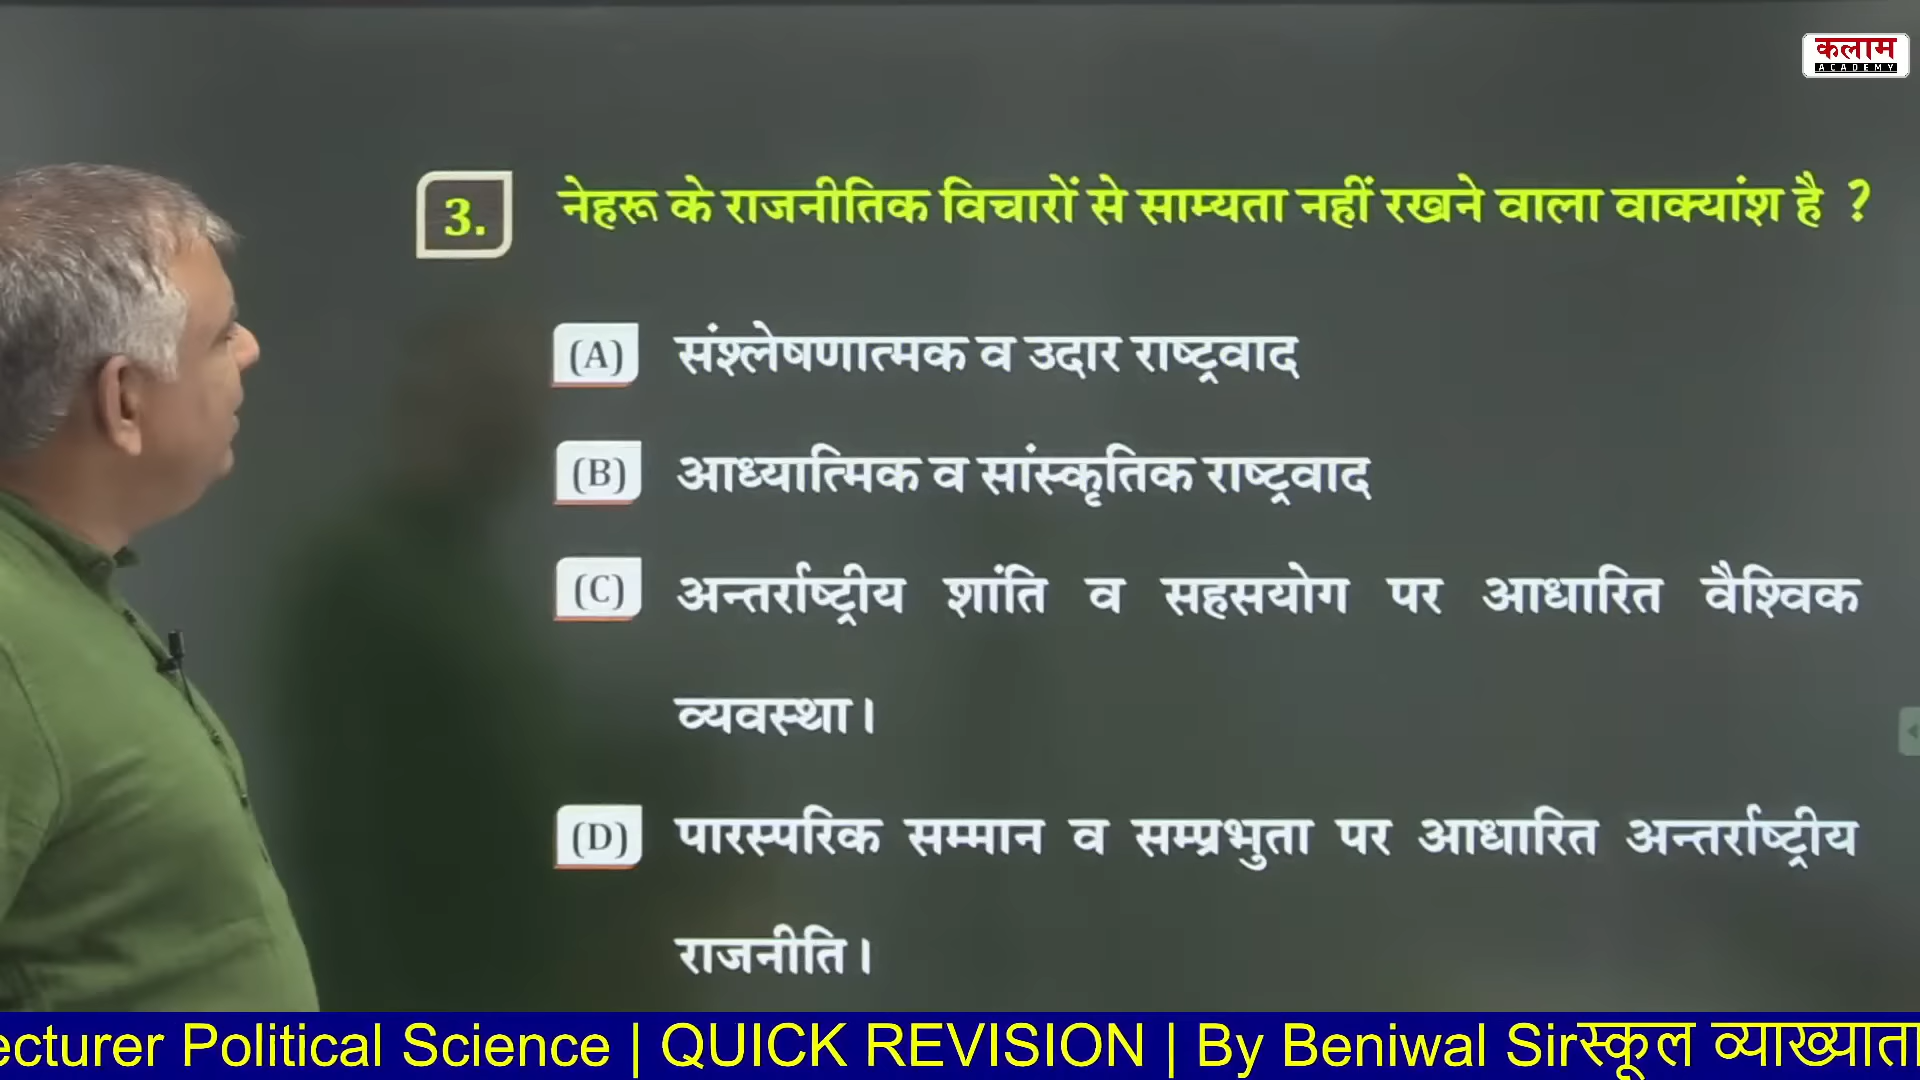 कलाम
ACADEMY
3. नेहरू के राजनीतिक विचारों से साम्यता नहीं रखने वाला वाक्यांश है ?
(A) संश्लेषणात्मक व उदार राष्ट्रवाद
(B) आध्यात्मिक व सांस्कृतिक राष्ट्रवाद
(C) अन्तर्राष्ट्रीय शांति व सहसयोग पर आधारित वैश्विक
व्यवस्था।
(D) पारस्परिक सम्मान व सम्प्रभुता पर आधारित अन्तर्राष्ट्रीय
राजनीति।
ecturer Political Science | QUICK REVISION | By Beniwal Sirस्कूल व्याख्याता